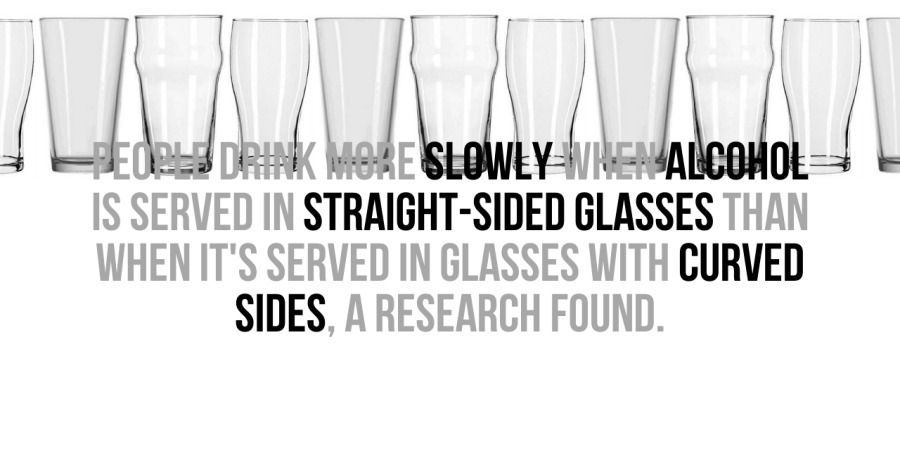 PEOPLE DRINK MORE SLOWLY WHEN ALCOHOL
IS SERVED IN STRAIGHT-SIDED GLASSES THAN
WHEN IT'S SERVED IN GLASSES WITH CURVED
SIDES, A RESEARCH FOUND.